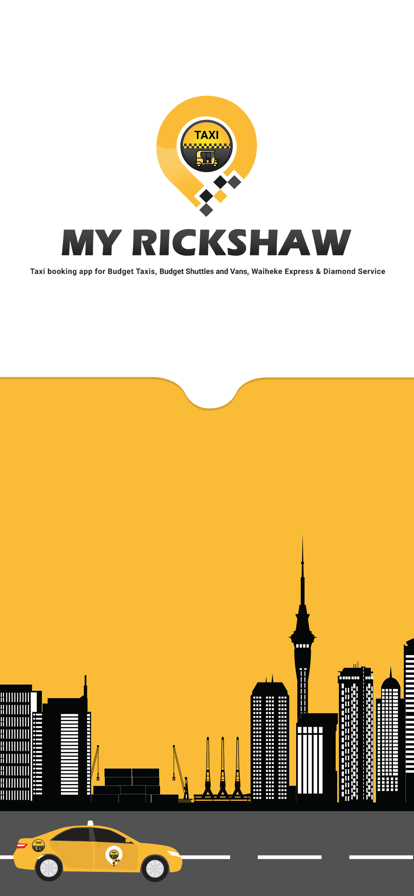 TAXI
MY RICKSHAW
Taxi booking app for Budget Taxis, Budget Shuttles and Vans, Waiheke Express & Diamond Service